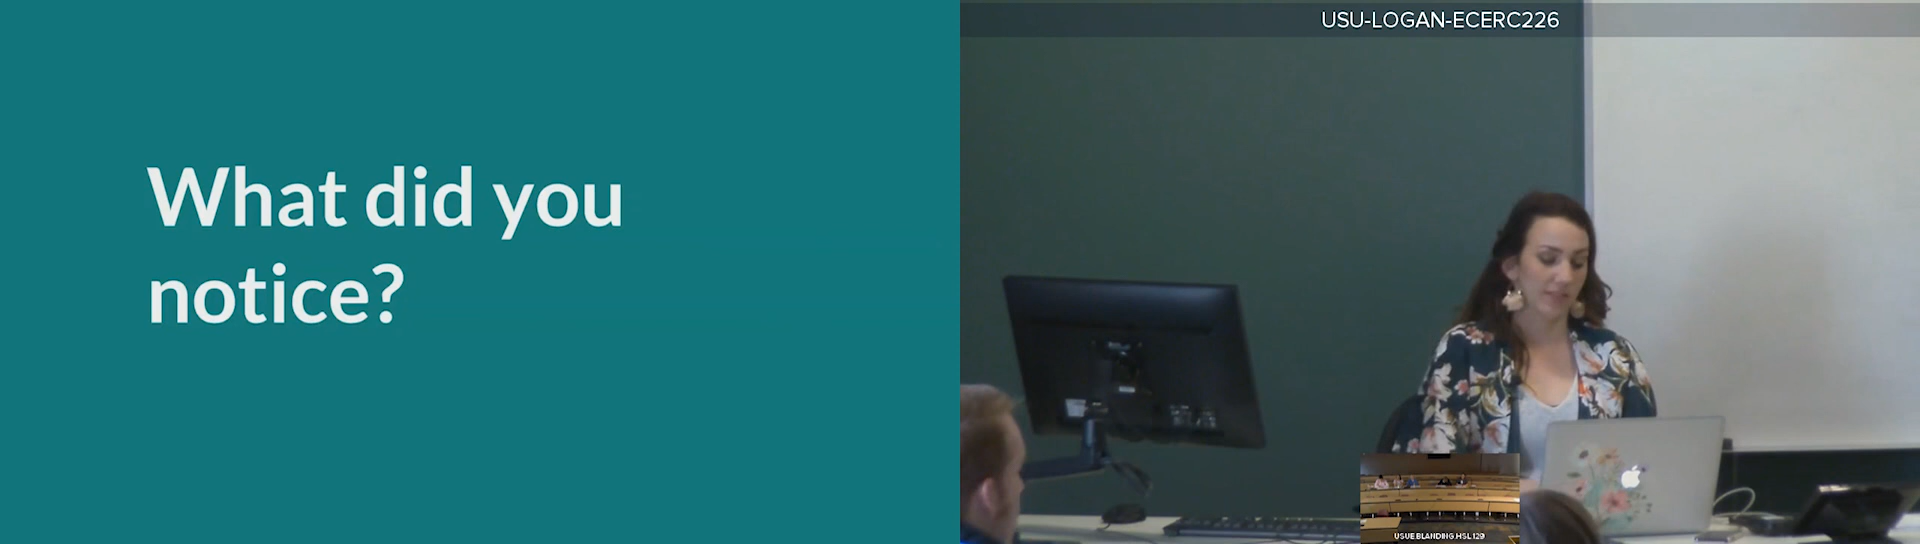 What did you
notice?
USU-LOGAN-ECERC226
USUE.BLANDING.HSL.129